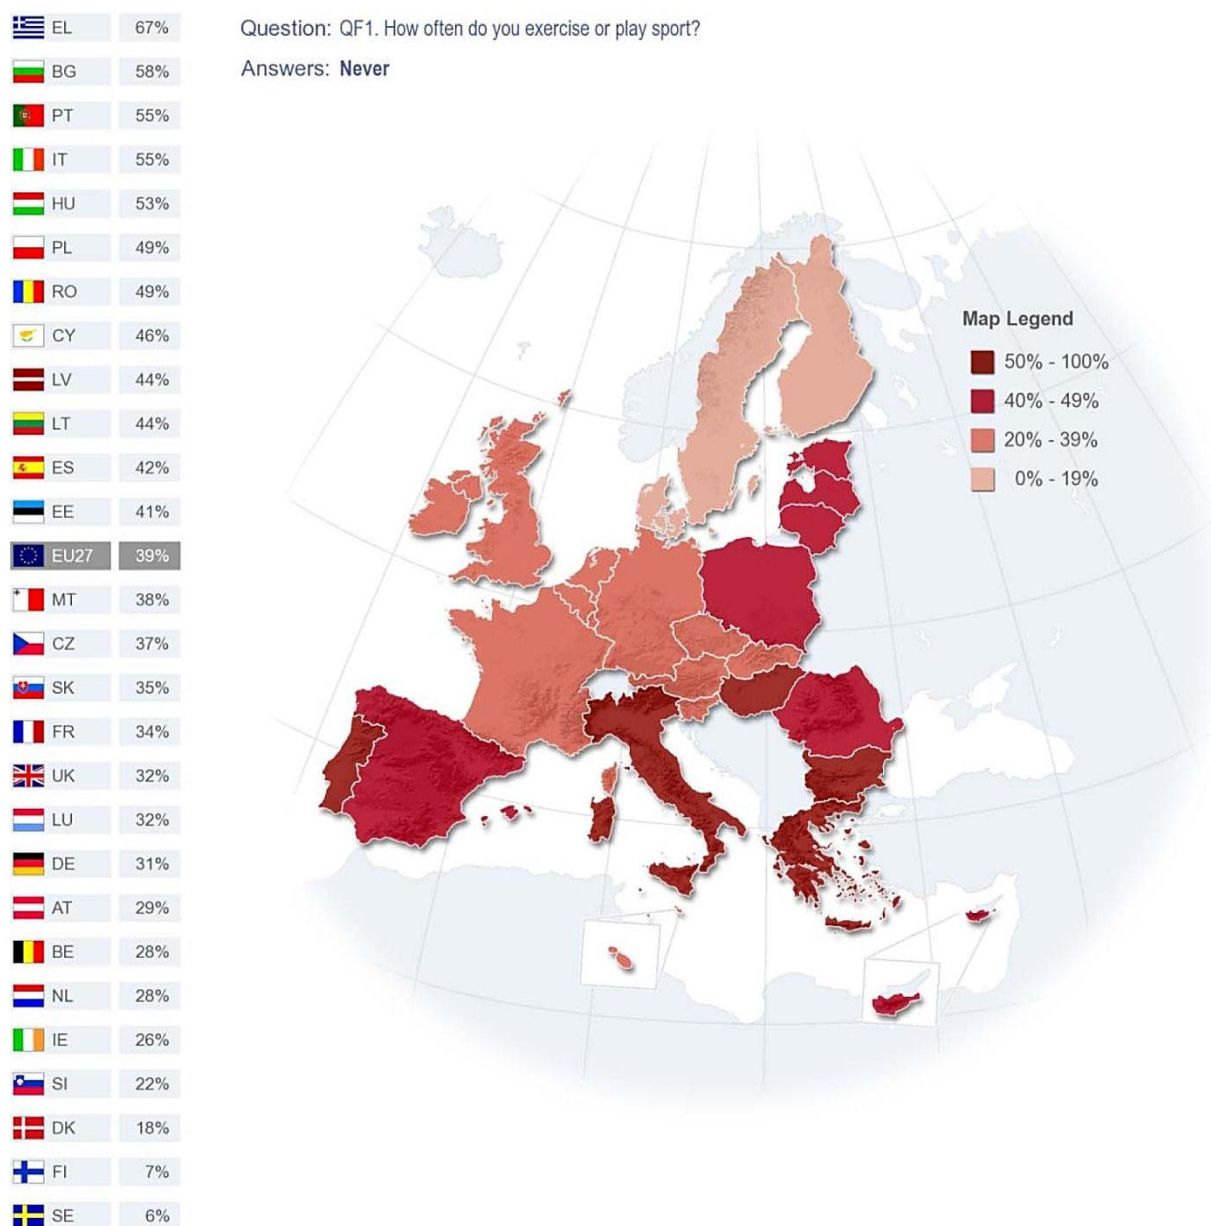 EL 67%
BG 58%
PT 55%
IT 55%
HU 53%
PL 49%
RO 49%
CY 46%
LV 44%
LT 44%
ES 42%
EE 41%
EU27 39%
MT 38%
CZ 37%
SK 35%
FR 34%
UK 32%
LU 32%
DE 31%
AT 29%
BE 28%
NL 28%
IE 26%
SI 22%
DK 18%
FI 7%
SE 6%
Question: QF1. How often do you exercise or play sport?
Answers: Never
Map Legend
50% - 100%
40% - 49%
20% - 39%
0% - 19%